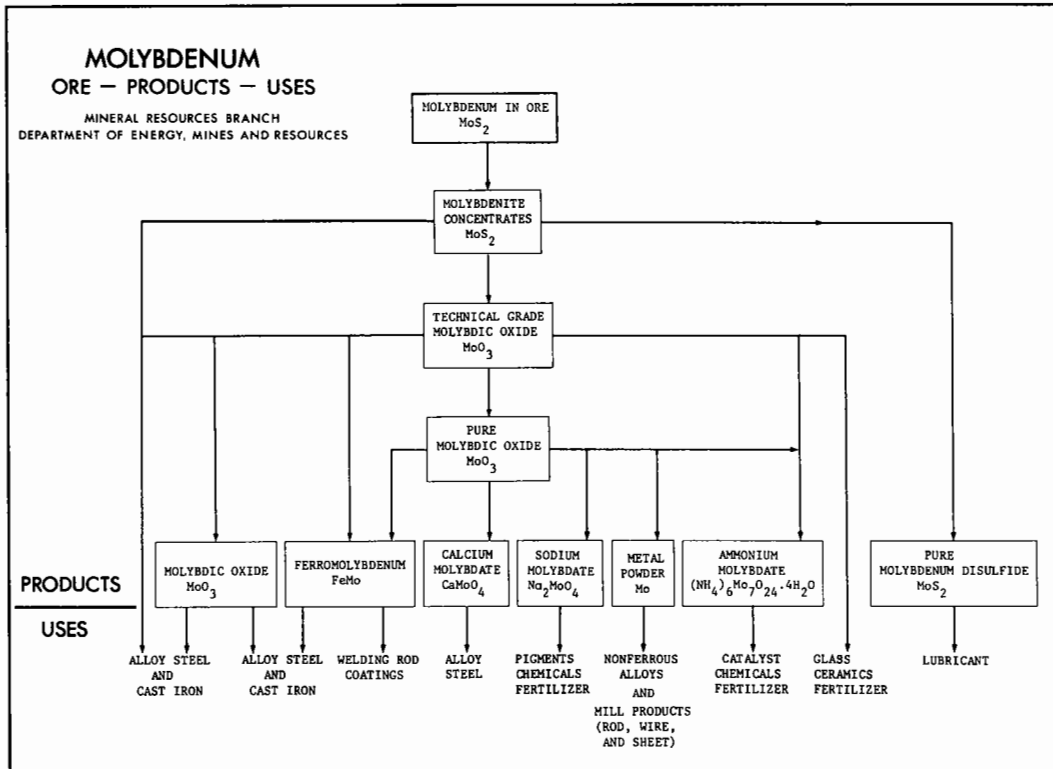 MOLYBDENUM
ORE — PRODUCTS — USES
MINERAL RESOURCES BRANCH
DEPARTMENT OF ENERGY, MINES AND RESOURCES
MOLYBDENUM IN ORE
MoS2
MOLYBDENITE
CONCENTRATES
MoS2
TECHNICAL GRADE
MOLYBDIC OXIDE
MoO3
PURE
MOLYBDIC OXIDE
MoO3
MOLYBDIC OXIDE
MoO3
FERROMOLYBDENUM
FeMo
CALCIUM
MOLYBDATE
CaMoO4
SODIUM
MOLYBDATE
Na2MoO4
METAL
POWDER
Mo
AMMONIUM
MOLYBDATE
(NH4)6Mo7O24.4H2O
PURE
MOLYBDENUM DISULFIDE
MoS2
PRODUCTS
USES
ALLOY STEEL
AND
CAST IRON
ALLOY STEEL
AND
CAST IRON
WELDING ROD
COATINGS
ALLOY
STEEL
PIGMENTS
CHEMICALS
FERTILIZER
NONFERROUS
ALLOYS
AND
MILL PRODUCTS
(ROD, WIRE,
AND SHEET)
CATALYST
CHEMICALS
FERTILIZER
GLASS
CERAMICS
FERTILIZER
LUBRICANT